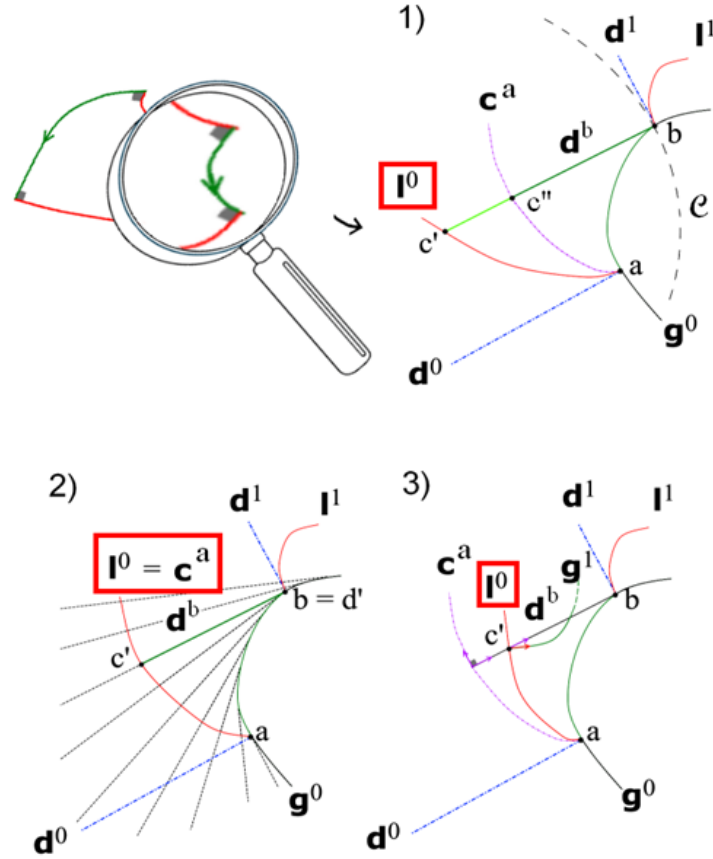 1)
d¹
l¹
cᵃ
dᵇ
b
l⁰
c''
𝒞
c'
a
g⁰
d⁰
2)
d¹
l¹
l⁰ = cᵃ
dᵇ
b = d'
c'
a
g⁰
d⁰
3)
d¹
l¹
cᵃ
l⁰
g¹
dᵇ
b
c'
a
g⁰
d⁰